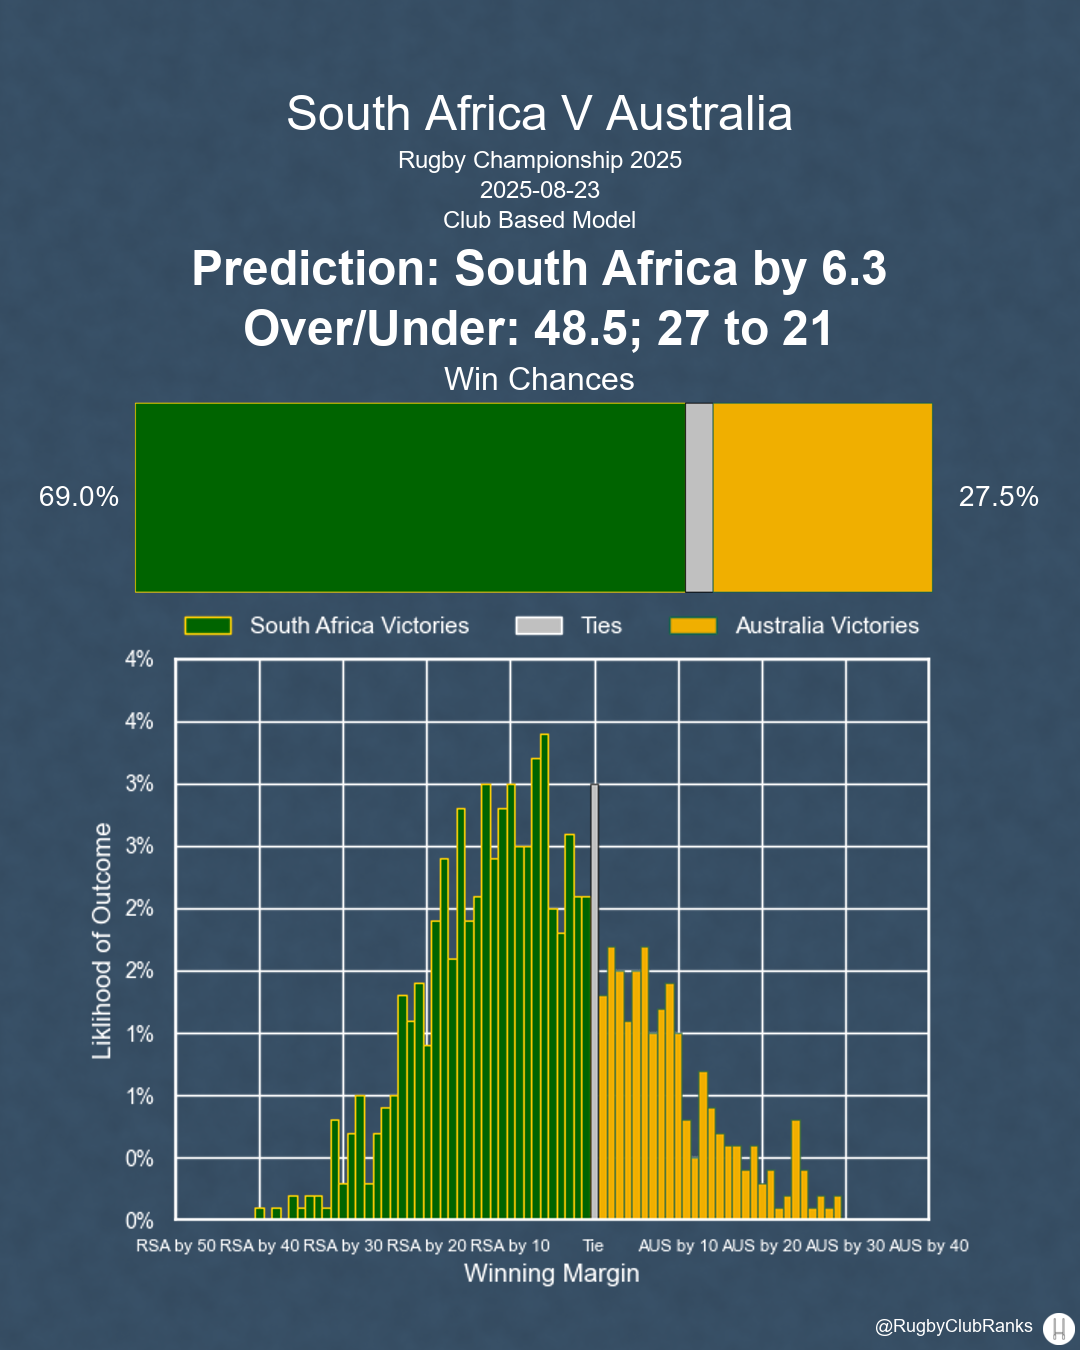 South Africa V Australia
Rugby Championship 2025
2025-08-23
Club Based Model
Prediction: South Africa by 6.3
Over/Under: 48.5; 27 to 21
Win Chances
69.0%
27.5%
South Africa Victories Ties Australia Victories
4%
4%
3%
3%
2%
2%
1%
1%
0%
0%
Liklihood of Outcome
RSA by 50 RSA by 40 RSA by 30 RSA by 20 RSA by 10 Tie AUS by 10 AUS by 20 AUS by 30 AUS by 40
Winning Margin
@RugbyClubRanks